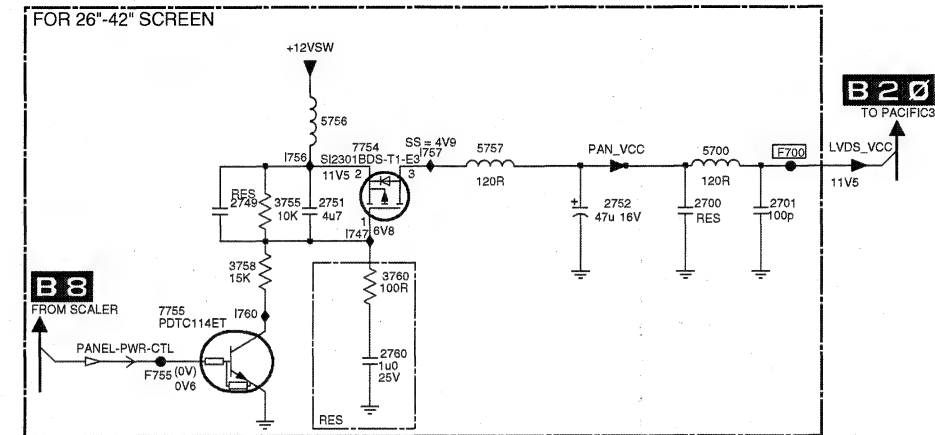 FOR 26"-42" SCREEN
+12VSW
5756
B 2 Ø
TO PACIFIC3
I756
7754
SI2301BDS-T1-E3
SS = 4V9
I757
5757
120R
PAN_VCC
5700
120R
F700
LVDS_VCC
11V5
11V5
2
3
RES
2749
3755
10K
2751
4u7
1
6V8
I747
2752
47u 16V
2700
RES
2701
100p
3758
15K
3760
100R
B 8
FROM SCALER
7755
PDTC114ET
I760
PANEL-PWR-CTL
F755
(0V)
0V6
2760
1u0
25V
RES